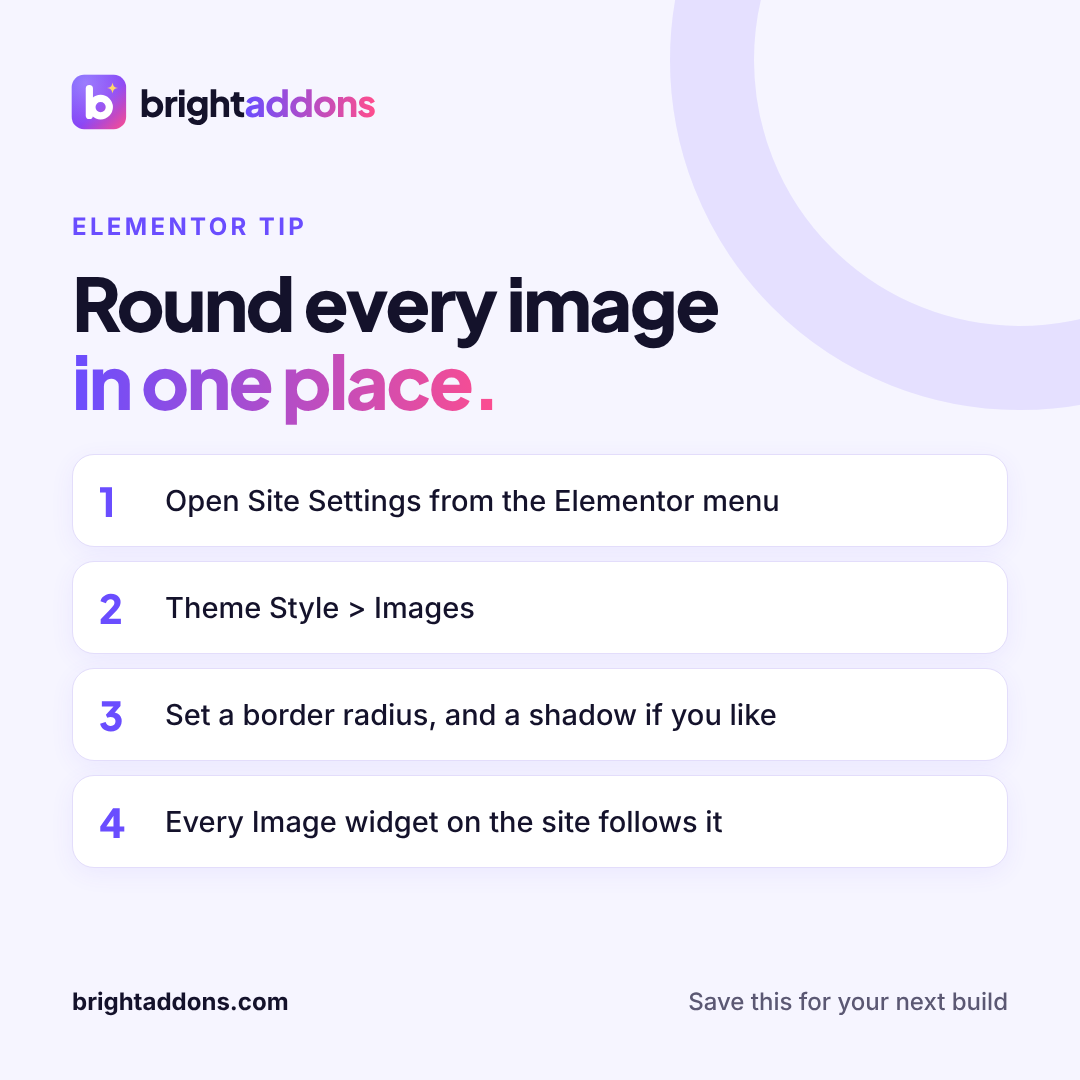 brightaddons
ELEMENTOR TIP
Round every image
in one place.
1 Open Site Settings from the Elementor menu
2 Theme Style > Images
3 Set a border radius, and a shadow if you like
4 Every Image widget on the site follows it
brightaddons.com
Save this for your next build